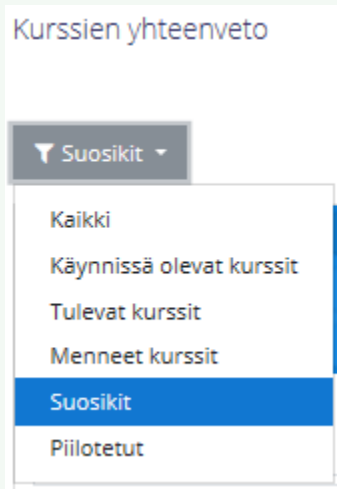 Kurssien yhteenveto
Suosikit
Kaikki
Käynnissä olevat kurssit
Tulevat kurssit
Menneet kurssit
Suosikit
Piilotetut